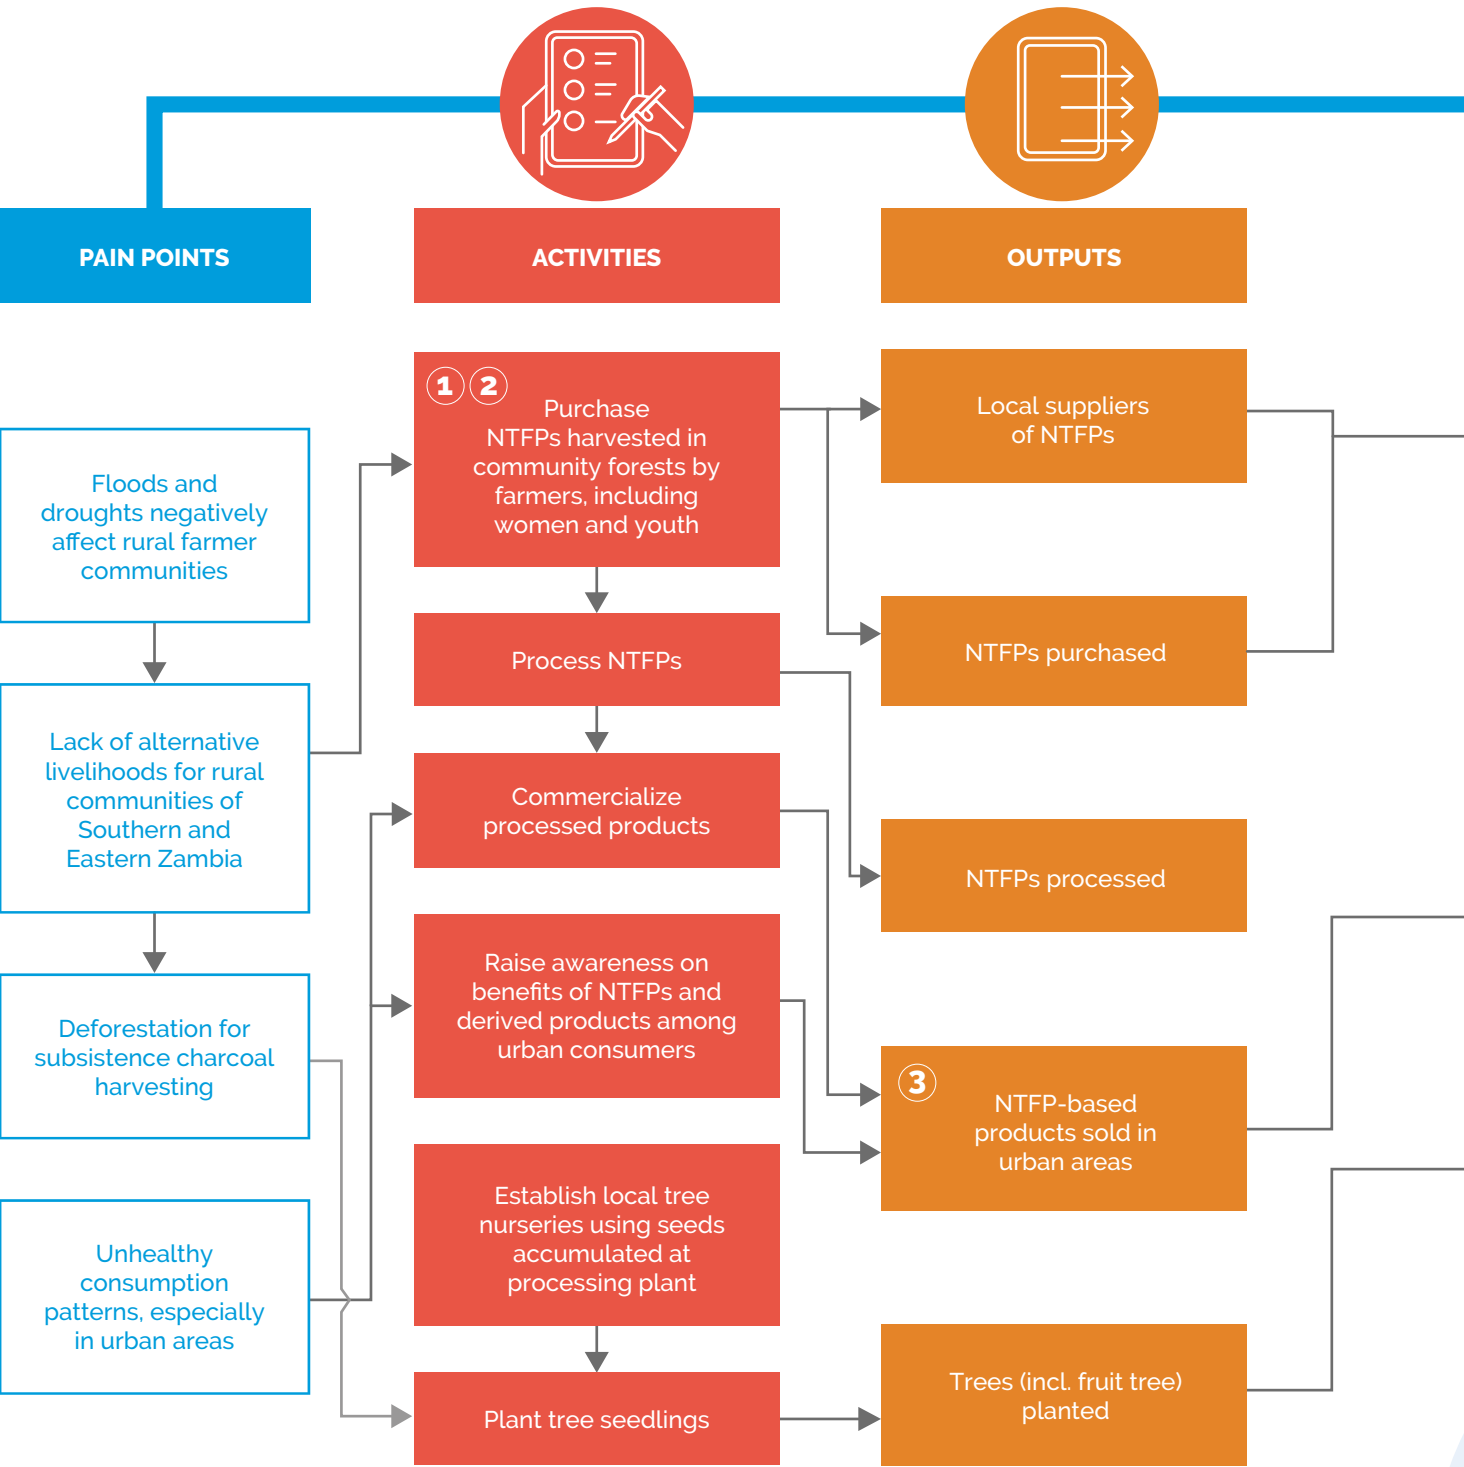 PAIN POINTS
ACTIVITIES
OUTPUTS
Floods and
droughts negatively
affect rural farmer
communities
Lack of alternative
livelihoods for rural
communities of
Southern and
Eastern Zambia
Deforestation for
subsistence charcoal
harvesting
Unhealthy
consumption
patterns, especially
in urban areas
1 2
Purchase
NTFPs harvested in
community forests by
farmers, including
women and youth
Process NTFPs
Commercialize
processed products
Raise awareness on
benefits of NTFPs and
derived products among
urban consumers
Establish local tree
nurseries using seeds
accumulated at
processing plant
Plant tree seedlings
Local suppliers
of NTFPs
NTFPs purchased
NTFPs processed
3
NTFP-based
products sold in
urban areas
Trees (incl. fruit tree)
planted